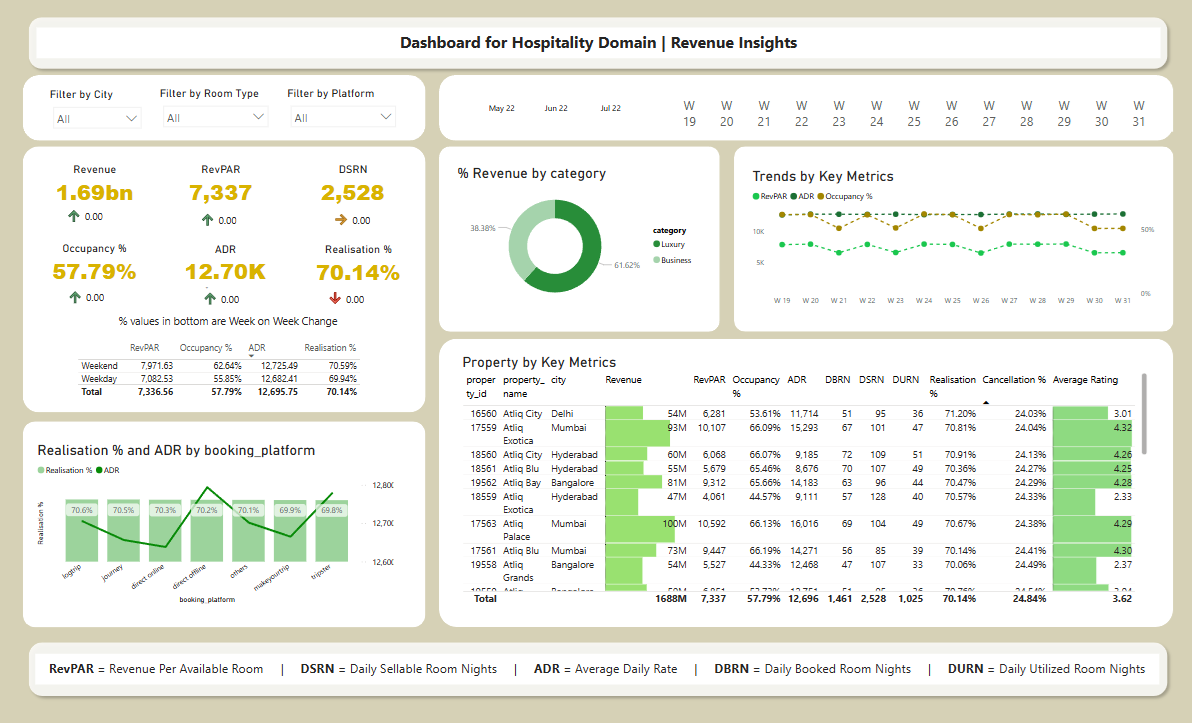 Dashboard for Hospitality Domain | Revenue Insights
Filter by City
Filter by Room Type
Filter by Platform
All
All
All
May 22 Jun 22 Jul 22
W 19 W 20 W 21 W 22 W 23 W 24 W 25 W 26 W 27 W 28 W 29 W 30 W 31
Revenue RevPAR DSRN
1.69bn 7,337 2,528
0.00 0.00 0.00
Occupancy % ADR Realisation %
57.79% 12.70K 70.14%
0.00 0.00 0.00
% values in bottom are Week on Week Change
RevPAR Occupancy % ADR Realisation %
Weekend 7,971.63 62.64% 12,725.49 70.59%
Weekday 7,082.53 55.85% 12,682.41 69.94%
Total 7,336.56 57.79% 12,695.75 70.14%
% Revenue by category
38.38%
61.62%
category
Luxury
Business
Trends by Key Metrics
RevPAR ADR Occupancy %
10K
5K
50%
0%
W 19 W 20 W 21 W 22 W 23 W 24 W 25 W 26 W 27 W 28 W 29 W 30 W 31
Realisation % and ADR by booking_platform
Realisation % ADR
Realisation %
12,800
12,700
12,600
70.6% 70.5% 70.3% 70.2% 70.1% 69.9% 69.8%
logtrip journey direct online direct offline others makeyourtrip tripster
booking_platform
Property by Key Metrics
proper property_ city Revenue RevPAR Occupancy ADR DBRN DSRN DURN Realisation Cancellation % Average Rating
ty_id name % %
16560 Atliq City Delhi 54M 6,281 53.61% 11,714 51 95 36 71.20% 24.03% 3.01
17559 Atliq Mumbai 93M 10,107 66.09% 15,293 67 101 47 70.81% 24.04% 4.32
Exotica
18560 Atliq City Hyderabad 60M 6,068 66.07% 9,185 72 109 51 70.91% 24.13% 4.26
18561 Atliq Blu Hyderabad 55M 5,679 65.46% 8,676 70 107 49 70.36% 24.27% 4.25
19562 Atliq Bay Bangalore 81M 9,312 65.66% 14,183 63 96 44 70.47% 24.29% 4.28
18559 Atliq Hyderabad 47M 4,061 44.57% 9,111 57 128 40 70.57% 24.33% 2.33
Exotica
17563 Atliq Mumbai 100M 10,592 66.13% 16,016 69 104 49 70.67% 24.38% 4.29
Palace
17561 Atliq Blu Mumbai 73M 9,447 66.19% 14,271 56 85 39 70.14% 24.41% 4.30
19558 Atliq Bangalore 54M 5,527 44.33% 12,468 47 107 33 70.06% 24.49% 2.37
Grands
Total 1688M 7,337 57.79% 12,696 1,461 2,528 1,025 70.14% 24.84% 3.62
RevPAR = Revenue Per Available Room | DSRN = Daily Sellable Room Nights | ADR = Average Daily Rate | DBRN = Daily Booked Room Nights | DURN = Daily Utilized Room Nights